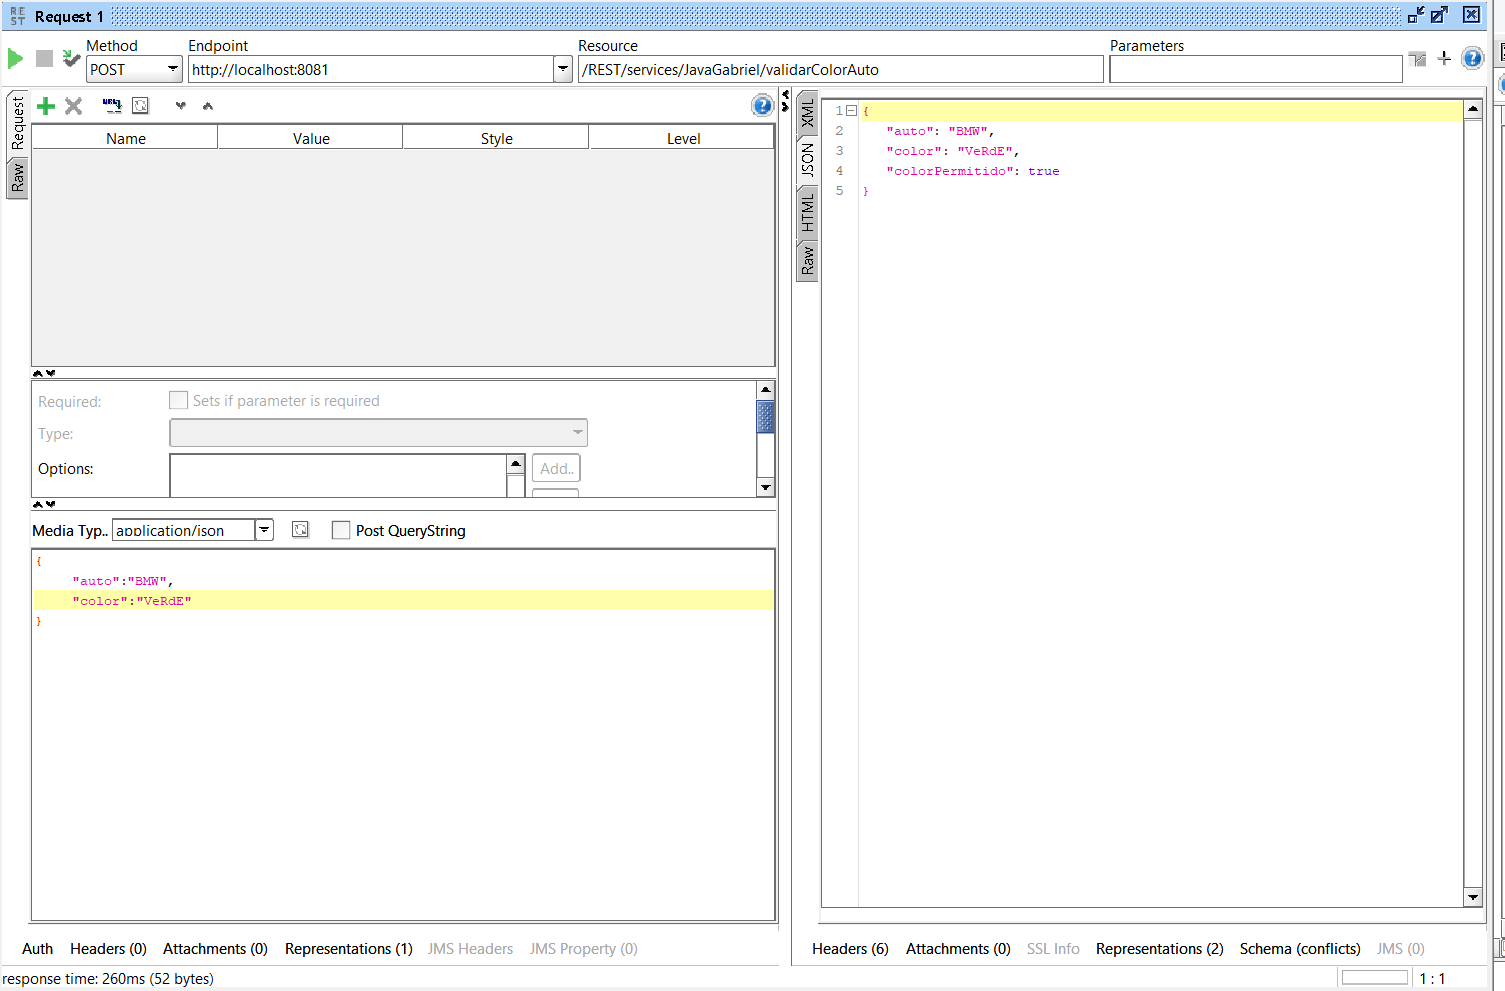 RE
ST
Request 1
Method
Endpoint
Resource
Parameters
POST
http://localhost:8081
/REST/services/JavaGabriel/validarColorAuto
Request
Raw
Name
Value
Style
Level
Required:
Sets if parameter is required
Type:
Options:
Add..
Media Typ..
application/json
Post QueryString
{
"auto":"BMW",
"color":"VeRdE"
}
XML
JSON
HTML
Raw
1 {
2 "auto": "BMW",
3 "color": "VeRdE",
4 "colorPermitido": true
5 }
Auth
Headers (0)
Attachments (0)
Representations (1)
JMS Headers
JMS Property (0)
Headers (6)
Attachments (0)
SSL Info
Representations (2)
Schema (conflicts)
JMS (0)
response time: 260ms (52 bytes)
1 : 1